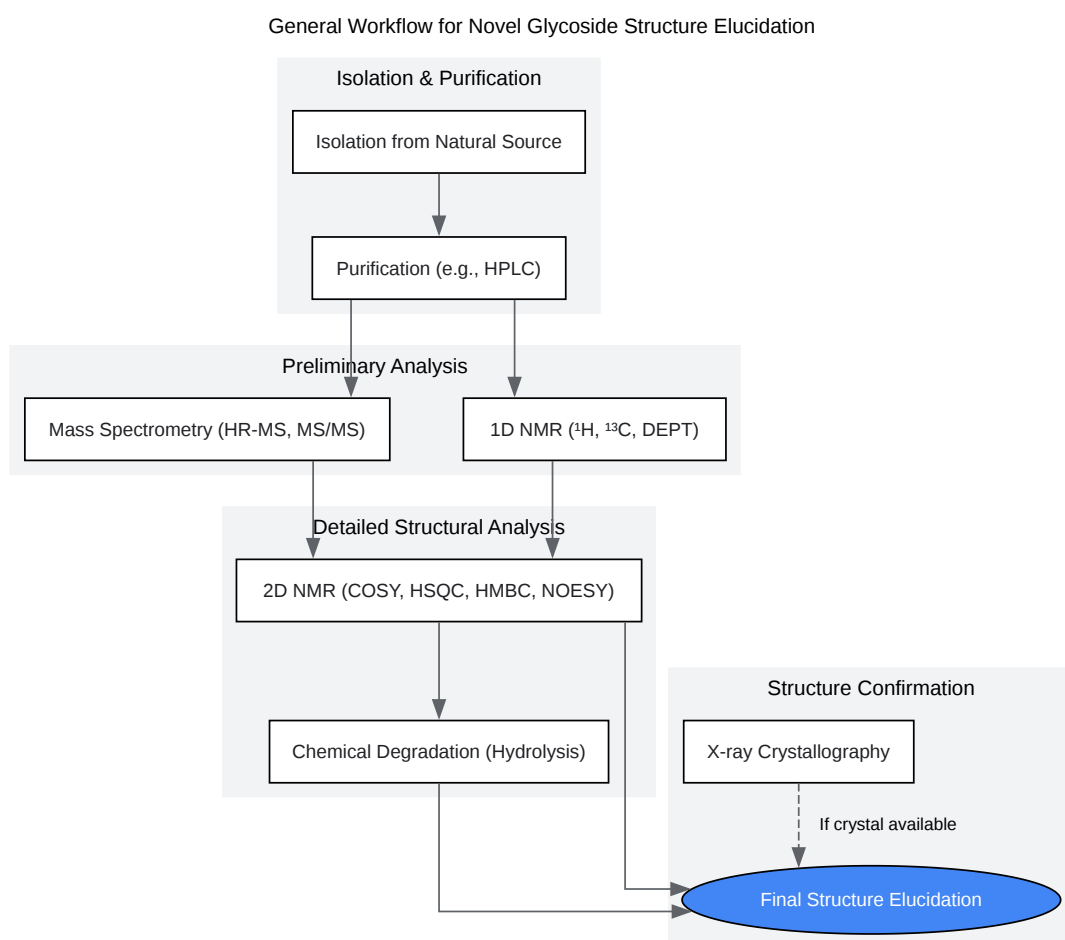 General Workflow for Novel Glycoside Structure Elucidation
Isolation & Purification
Isolation from Natural Source
Purification (e.g., HPLC)
Preliminary Analysis
Mass Spectrometry (HR-MS, MS/MS)
1D NMR (¹H, ¹³C, DEPT)
Detailed Structural Analysis
2D NMR (COSY, HSQC, HMBC, NOESY)
Chemical Degradation (Hydrolysis)
Structure Confirmation
X-ray Crystallography
If crystal available
Final Structure Elucidation